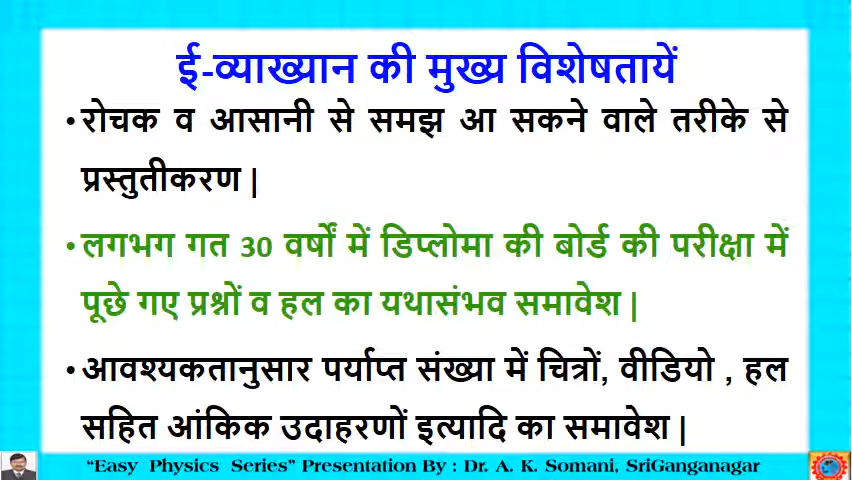 ई-व्याख्यान की मुख्य विशेषतायें
•रोचक व आसानी से समझ आ सकने वाले तरीके से
प्रस्तुतीकरण |
•लगभग गत 30 वर्षों में डिप्लोमा की बोर्ड की परीक्षा में
पूछे गए प्रश्नों व हल का यथासंभव समावेश |
•आवश्यकतानुसार पर्याप्त संख्या में चित्रों, वीडियो , हल
सहित आंकिक उदाहरणों इत्यादि का समावेश |
“Easy Physics Series” Presentation By : Dr. A. K. Somani, SriGanganagar